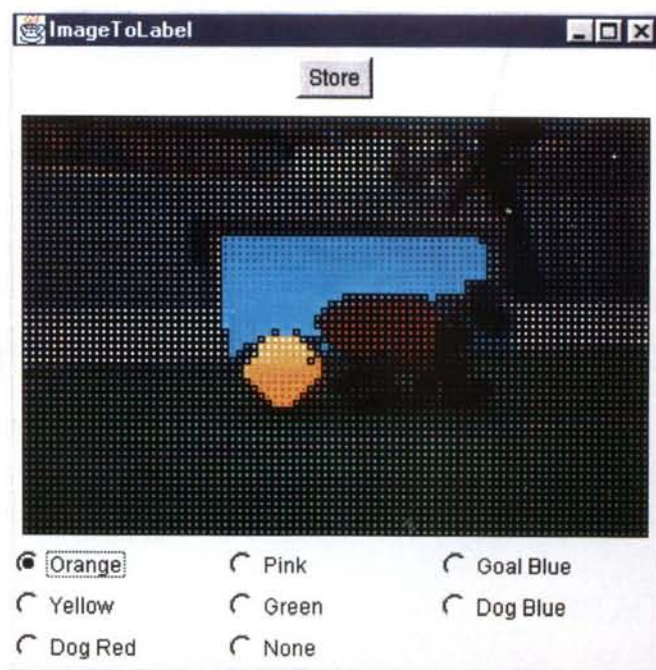 ImageToLabel
Store
Orange Pink Goal Blue
Yellow Green Dog Blue
Dog Red None